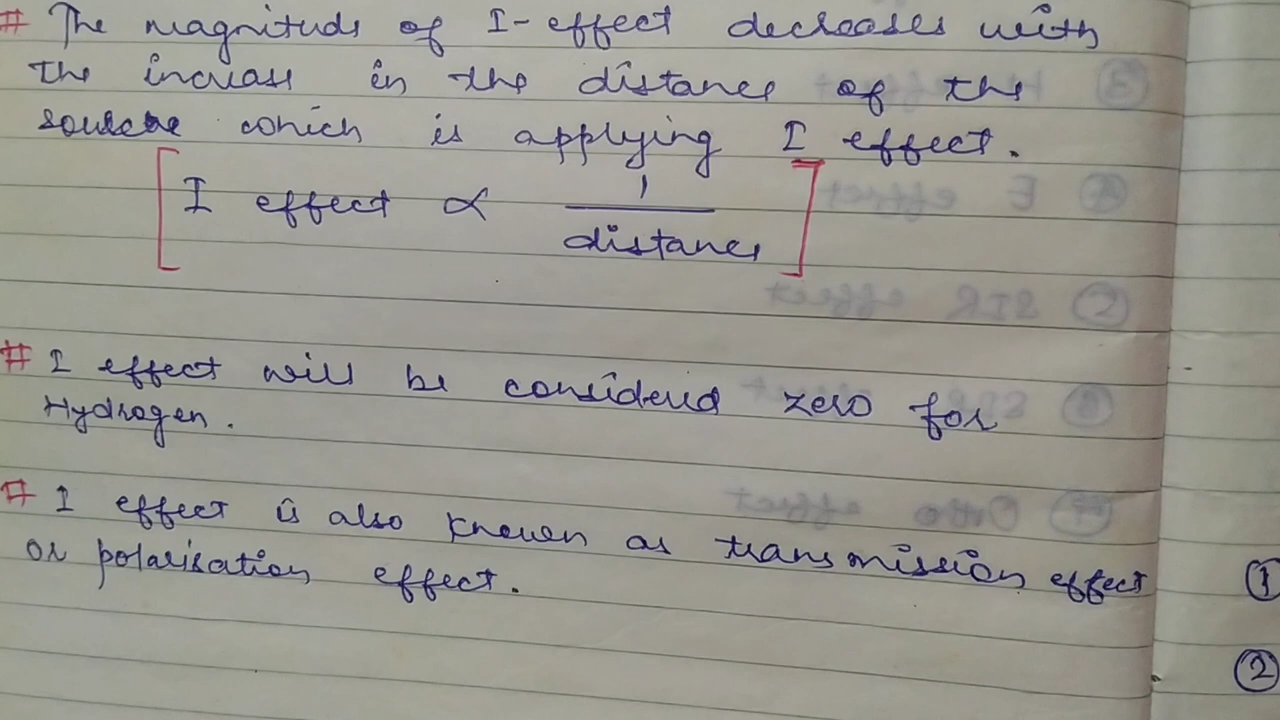 # The magnitude of I-effect decreases with
the increase in the distance of the
source which is applying I effect.
[I effect ∝ 1/distance]
# I effect will be considered zero for
Hydrogen.
# I effect is also known as transmission effect
or polarisation effect.
①
②